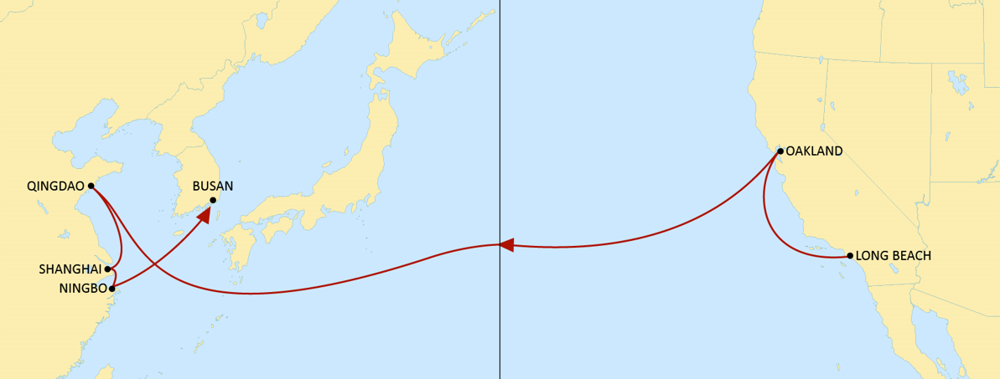 OAKLAND
QINGDAO
BUSAN
LONG BEACH
SHANGHAI
NINGBO